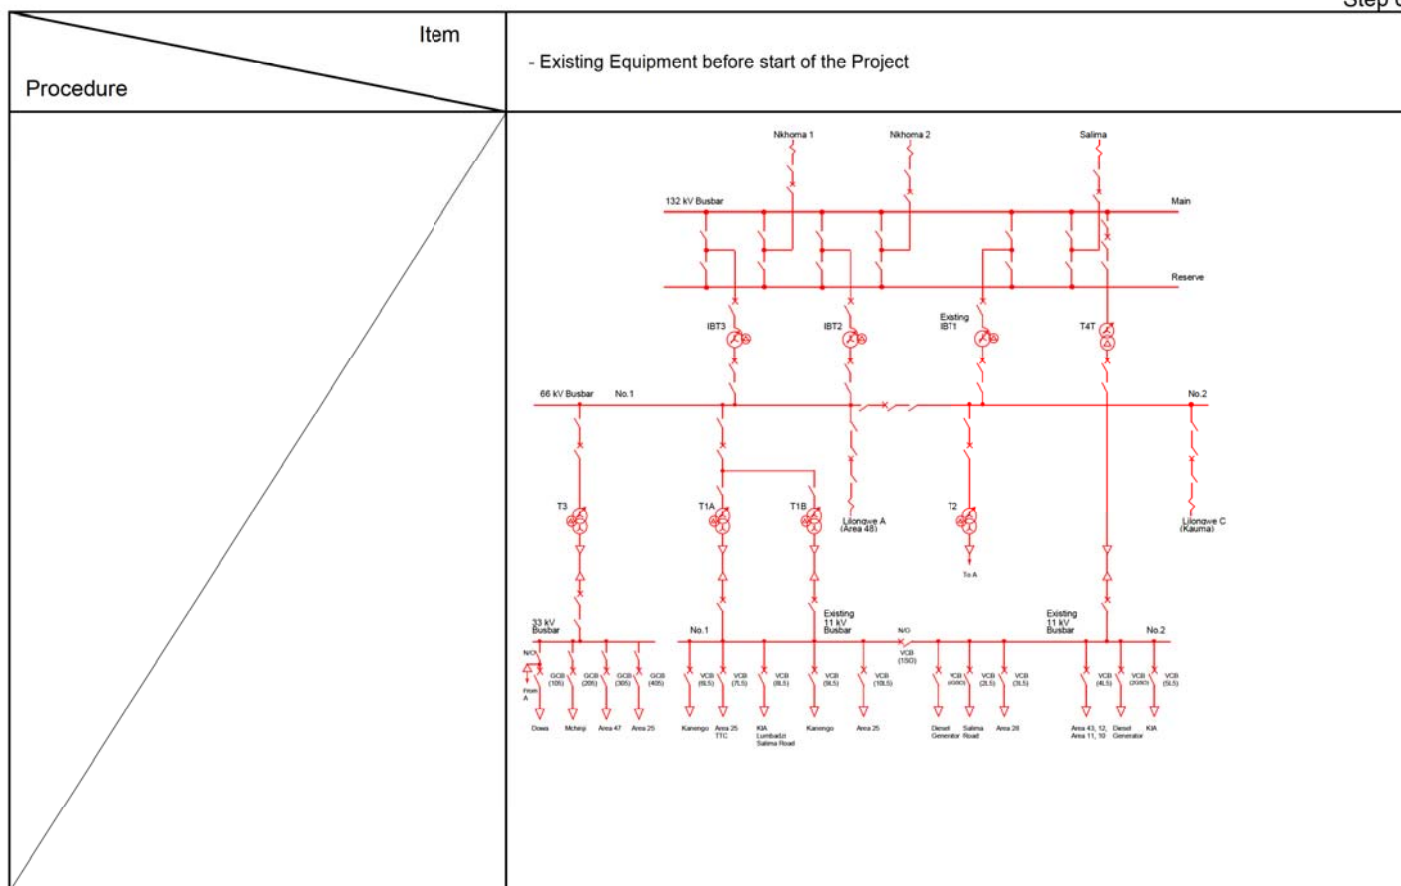 Step
Item
Procedure
- Existing Equipment before start of the Project
Nkhoma 1
Nkhoma 2
Salima
132 kV Busbar
Main
Reserve
IBT3
IBT2
Existing
IBT1
T4T
66 kV Busbar
No.1
No.2
T3
T1A
T1B
T2
Lilongwe A
(Area 48)
Lilongwe C
(Kauma)
To A
33 kV
Busbar
No.1
Existing
11 kV
Busbar
N/O
VCB
(1SO)
Existing
11 kV
Busbar
No.2
N/O
From
A
GCB
(10S)
GCB
(20S)
GCB
(30S)
GCB
(40S)
VCB
(6LS)
VCB
(7LS)
VCB
(8LS)
VCB
(9LS)
VCB
(10LS)
VCB
VCB
(2LS)
VCB
(3LS)
VCB
(4LS)
VCB
(2GSO)
VCB
(5LS)
Dowa
Mchinji
Area 47
Area 25
Kanengo
Area 25
TTC
KIA
Lumbadzi
Salima Road
Kanengo
Area 25
Diesel
Generator
Salima
Road
Area 28
Area 43, 12,
Area 11, 10
Diesel
Generator
KIA